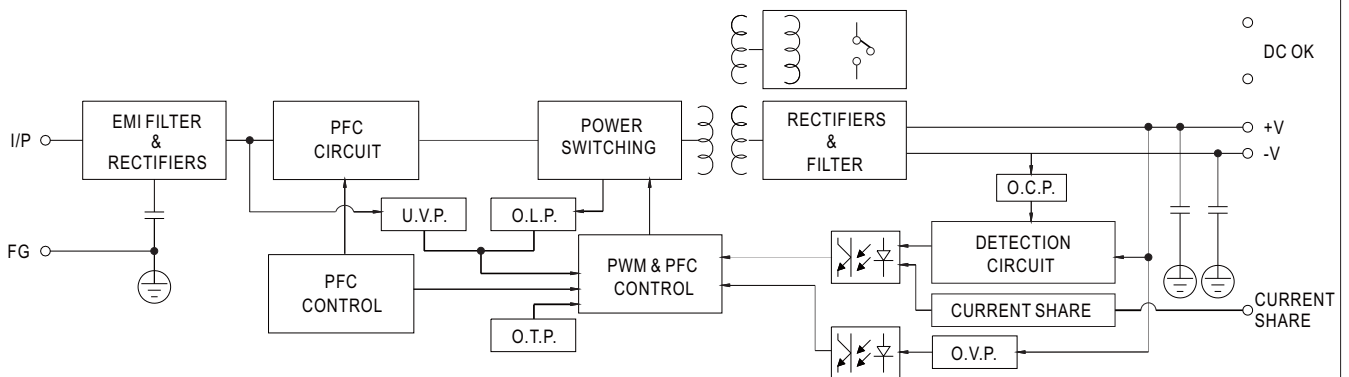 DC OK
I/P
EMI FILTER
&
RECTIFIERS
PFC
CIRCUIT
POWER
SWITCHING
RECTIFIERS
&
FILTER
+V
-V
O.C.P.
U.V.P.
O.L.P.
FG
PFC
CONTROL
PWM & PFC
CONTROL
DETECTION
CIRCUIT
CURRENT SHARE
CURRENT
SHARE
O.T.P.
O.V.P.